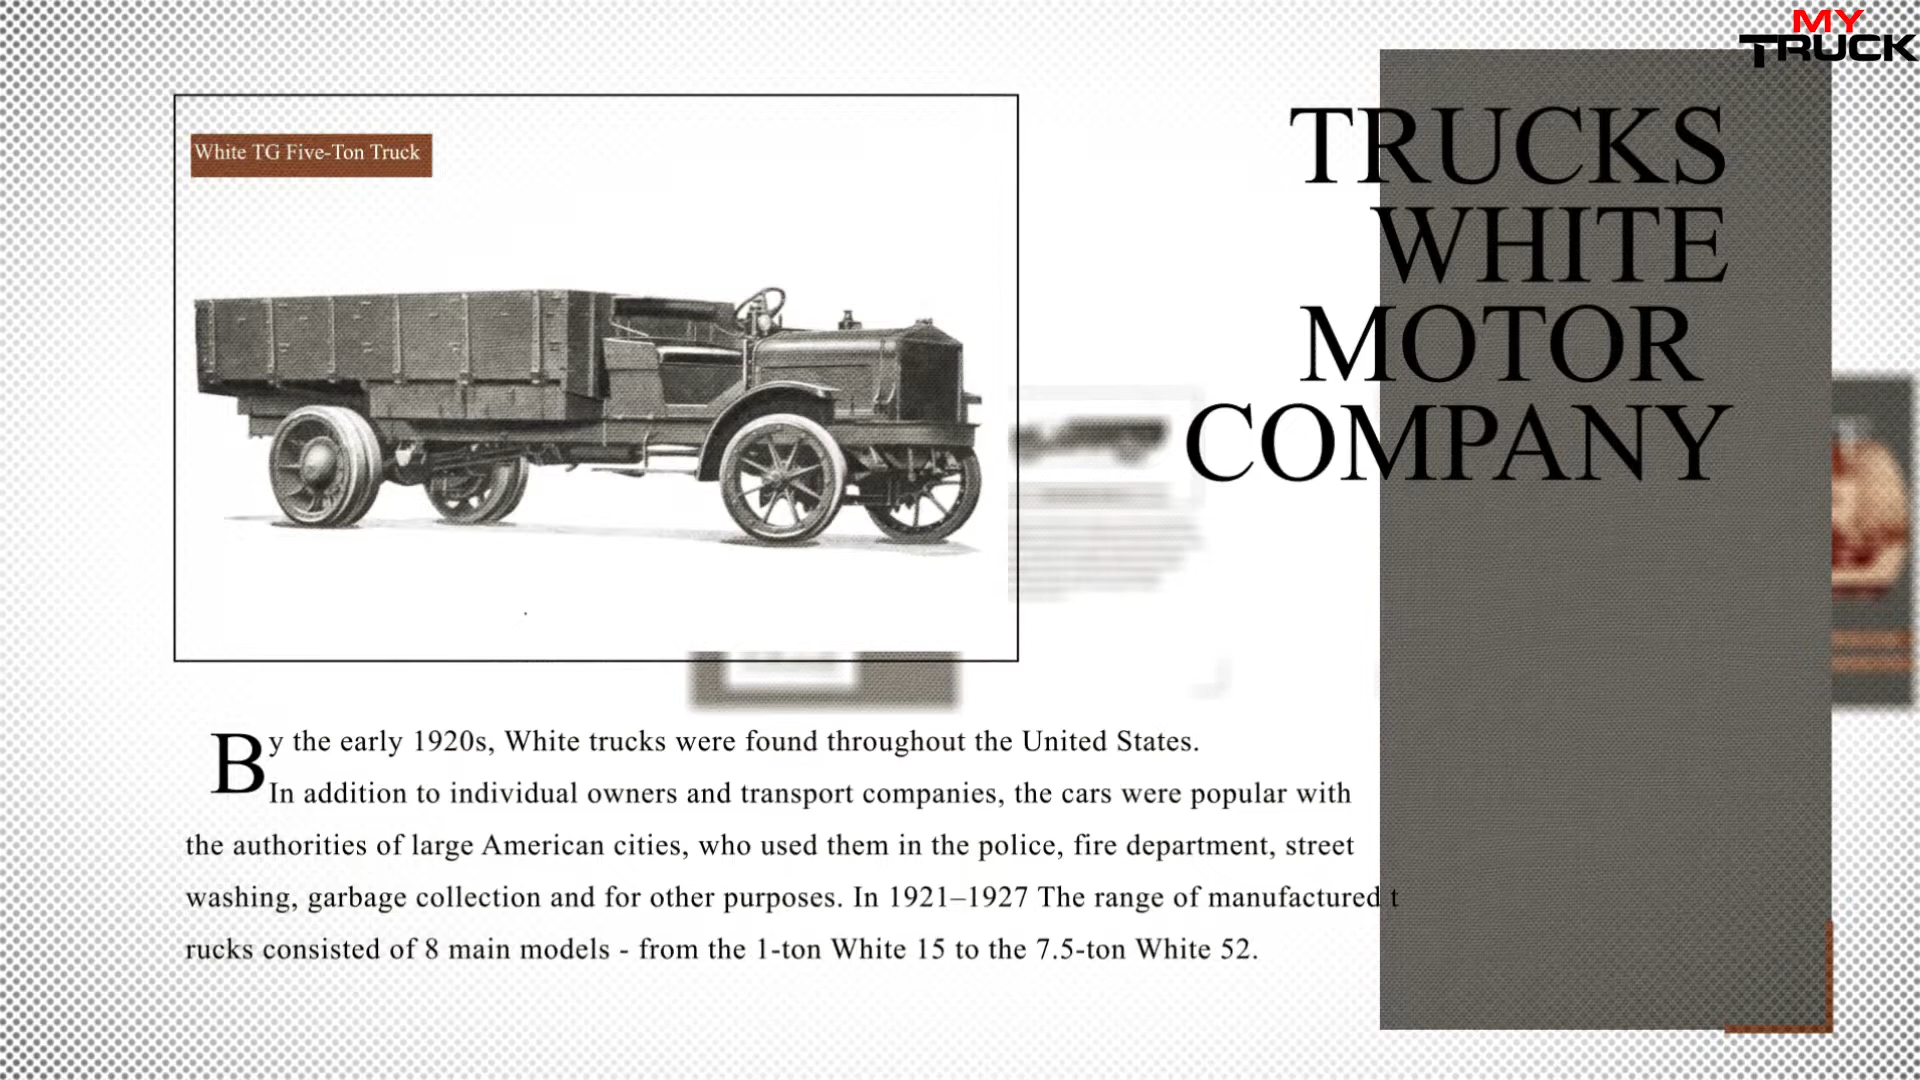 MY
TRUCK
TRUCKS
WHITE
MOTOR
COMPANY
White TG Five-Ton Truck
By the early 1920s, White trucks were found throughout the United States.
In addition to individual owners and transport companies, the cars were popular with
the authorities of large American cities, who used them in the police, fire department, street
washing, garbage collection and for other purposes. In 1921–1927 The range of manufactured t
rucks consisted of 8 main models - from the 1-ton White 15 to the 7.5-ton White 52.